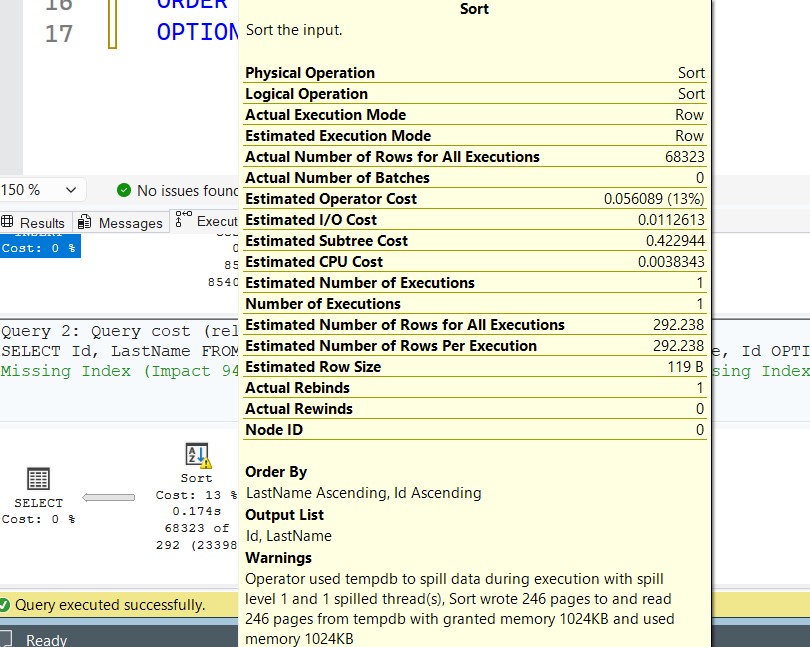 16
ORDER
17
OPTION
Sort
Sort the input.
Physical Operation Sort
Logical Operation Sort
Actual Execution Mode Row
Estimated Execution Mode Row
Actual Number of Rows for All Executions 68323
Actual Number of Batches 0
Estimated Operator Cost 0.056089 (13%)
Estimated I/O Cost 0.0112613
Estimated Subtree Cost 0.422944
Estimated CPU Cost 0.0038343
Estimated Number of Executions 1
Number of Executions 1
Estimated Number of Rows for All Executions 292.238
Estimated Number of Rows Per Execution 292.238
Estimated Row Size 119 B
Actual Rebinds 1
Actual Rewinds 0
Node ID 0
Order By
LastName Ascending, Id Ascending
Output List
Id, LastName
Warnings
Operator used tempdb to spill data during execution with spill
level 1 and 1 spilled thread(s), Sort wrote 246 pages to and read
246 pages from tempdb with granted memory 1024KB and used
memory 1024KB
150 %
No issues found
Results
Messages
Execut
Cost: 0 %
0
85
8540
Query 2: Query cost (rel
SELECT Id, LastName FROM
e, Id OPTI
Missing Index (Impact 94
sing Index
SELECT
Cost: 0 %
Sort
Cost: 13 %
0.174s
68323 of
292 (23398
Query executed successfully.
Ready